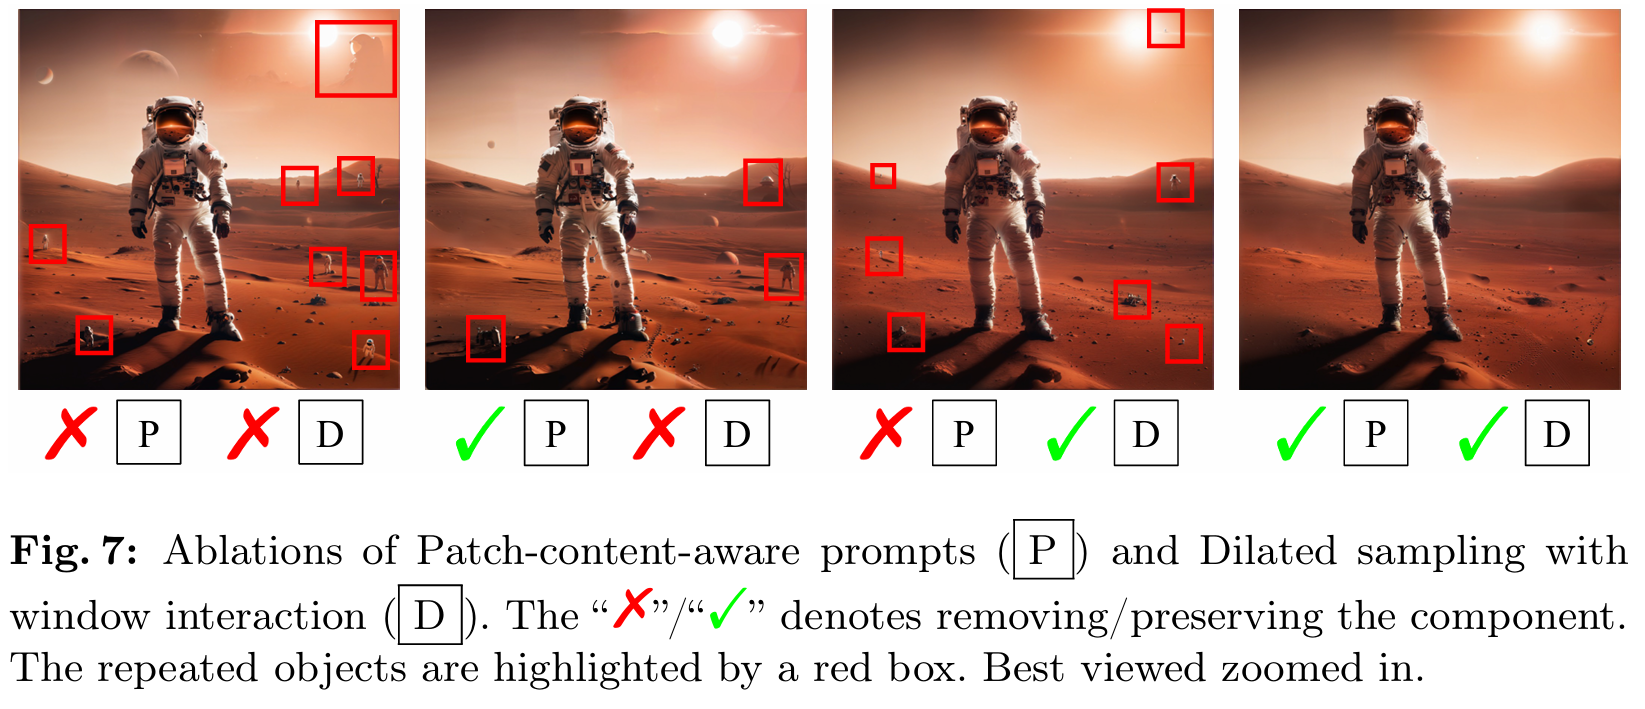 ✗ P ✗ D ✓ P ✗ D ✗ P ✓ D ✓ P ✓ D
Fig. 7: Ablations of Patch-content-aware prompts (P) and Dilated sampling with
window interaction (D). The “✗”/“✓” denotes removing/preserving the component.
The repeated objects are highlighted by a red box. Best viewed zoomed in.